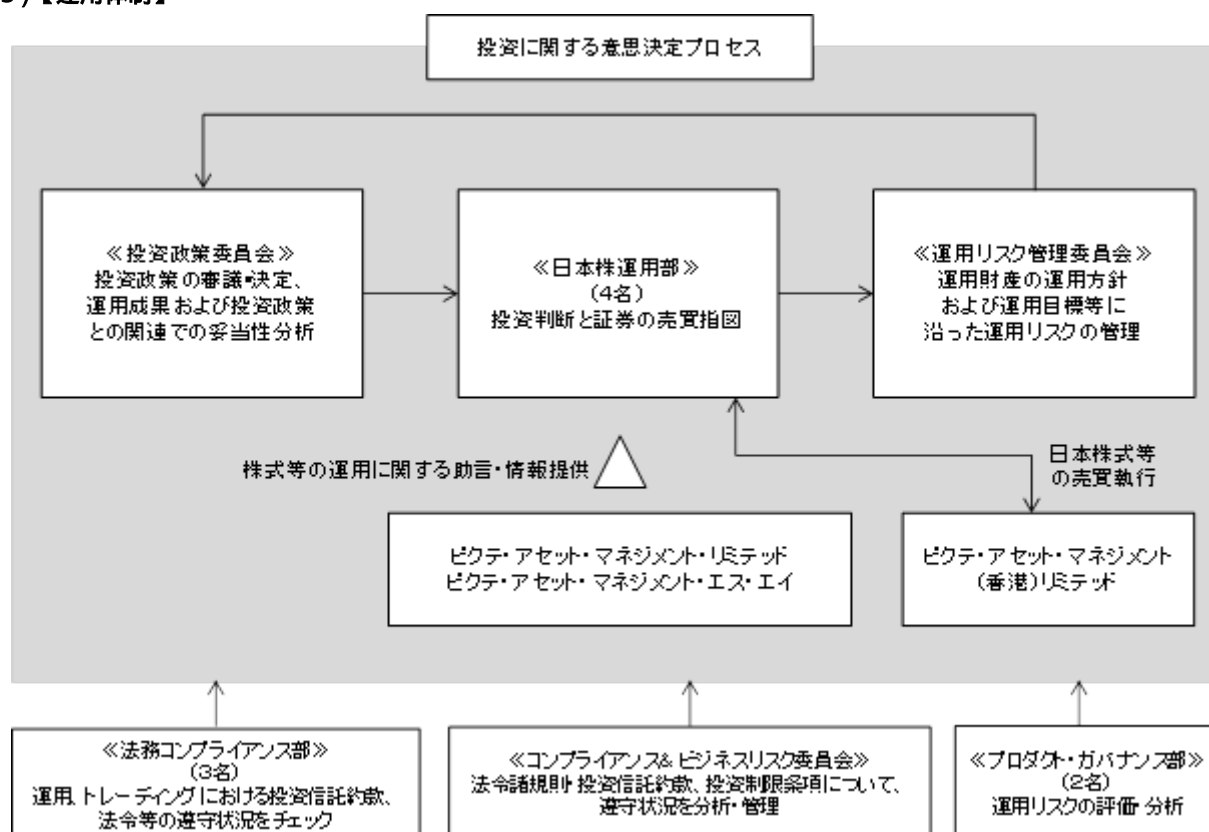 【運用体制】
投資に関する意思決定プロセス
≪投資政策委員会≫
投資政策の審議・決定、
運用成果および投資政策
との関連での妥当性分析
≪日本株運用部≫
(4名)
投資判断と証券の売買指図
≪運用リスク管理委員会≫
運用財産の運用方針
および運用目標等に
沿った運用リスクの管理
株式等の運用に関する助言・情報提供
日本株式等
の売買執行
ピクテ・アセット・マネジメント・リミテッド
ピクテ・アセット・マネジメント・エス・エイ
ピクテ・アセット・マネジメント
(香港)リミテッド
≪法務コンプライアンス部≫
(3名)
運用、トレーディングにおける投資信託約款、
法令等の遵守状況をチェック
≪コンプライアンス&ビジネスリスク委員会≫
法令諸規則・投資信託約款、投資制限条項について、
遵守状況を分析・管理
≪プロダクト・ガバナンス部≫
(2名)
運用リスクの評価・分析